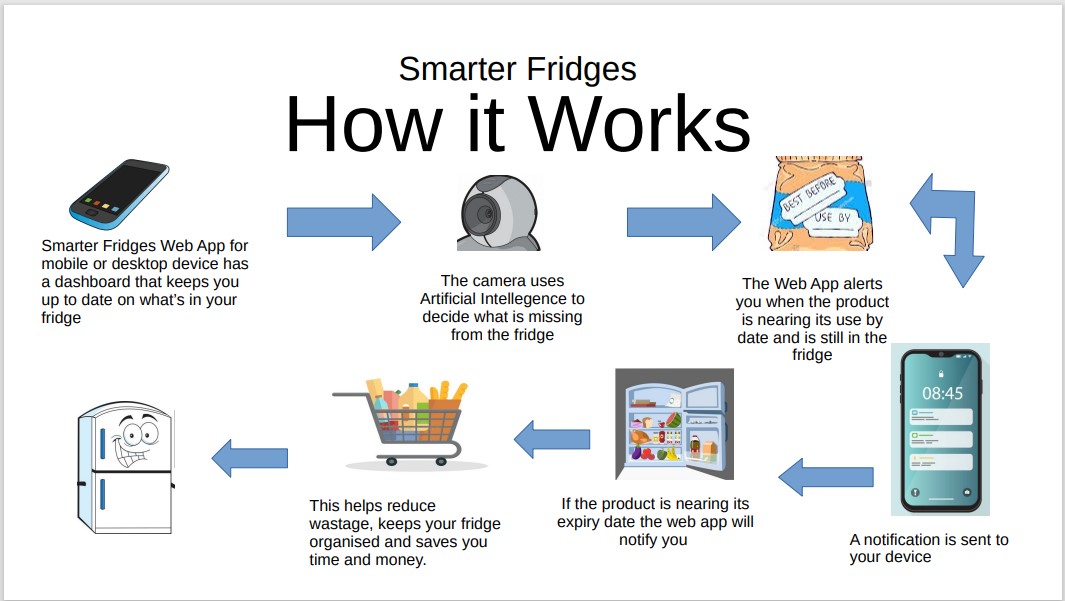 Smarter Fridges
How it Works
Smarter Fridges Web App for
mobile or desktop device has
a dashboard that keeps you
up to date on what's in your
fridge
The camera uses
Artificial Intellegence to
decide what is missing
from the fridge
BEST BEFORE
USE BY
The Web App alerts
you when the product
is nearing its use by
date and is still in the
fridge
08:45
A notification is sent to
your device
If the product is nearing its
expiry date the web app will
notify you
This helps reduce
wastage, keeps your fridge
organised and saves you
time and money.